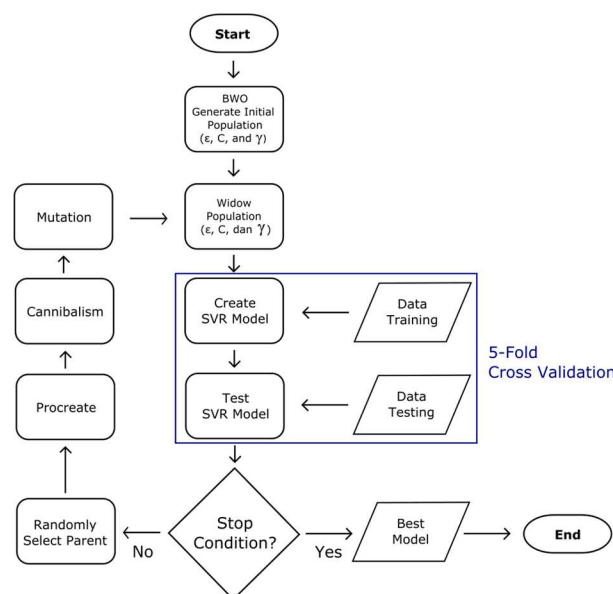 Start
BWO
Generate Initial
Population
(ε, C, and γ)
Mutation
Widow
Population
(ε, C, dan γ)
Cannibalism
Create
SVR Model
Data
Training
5-Fold
Cross Validation
Procreate
Test
SVR Model
Data
Testing
Randomly
Select Parent
No
Stop
Condition?
Yes
Best
Model
End